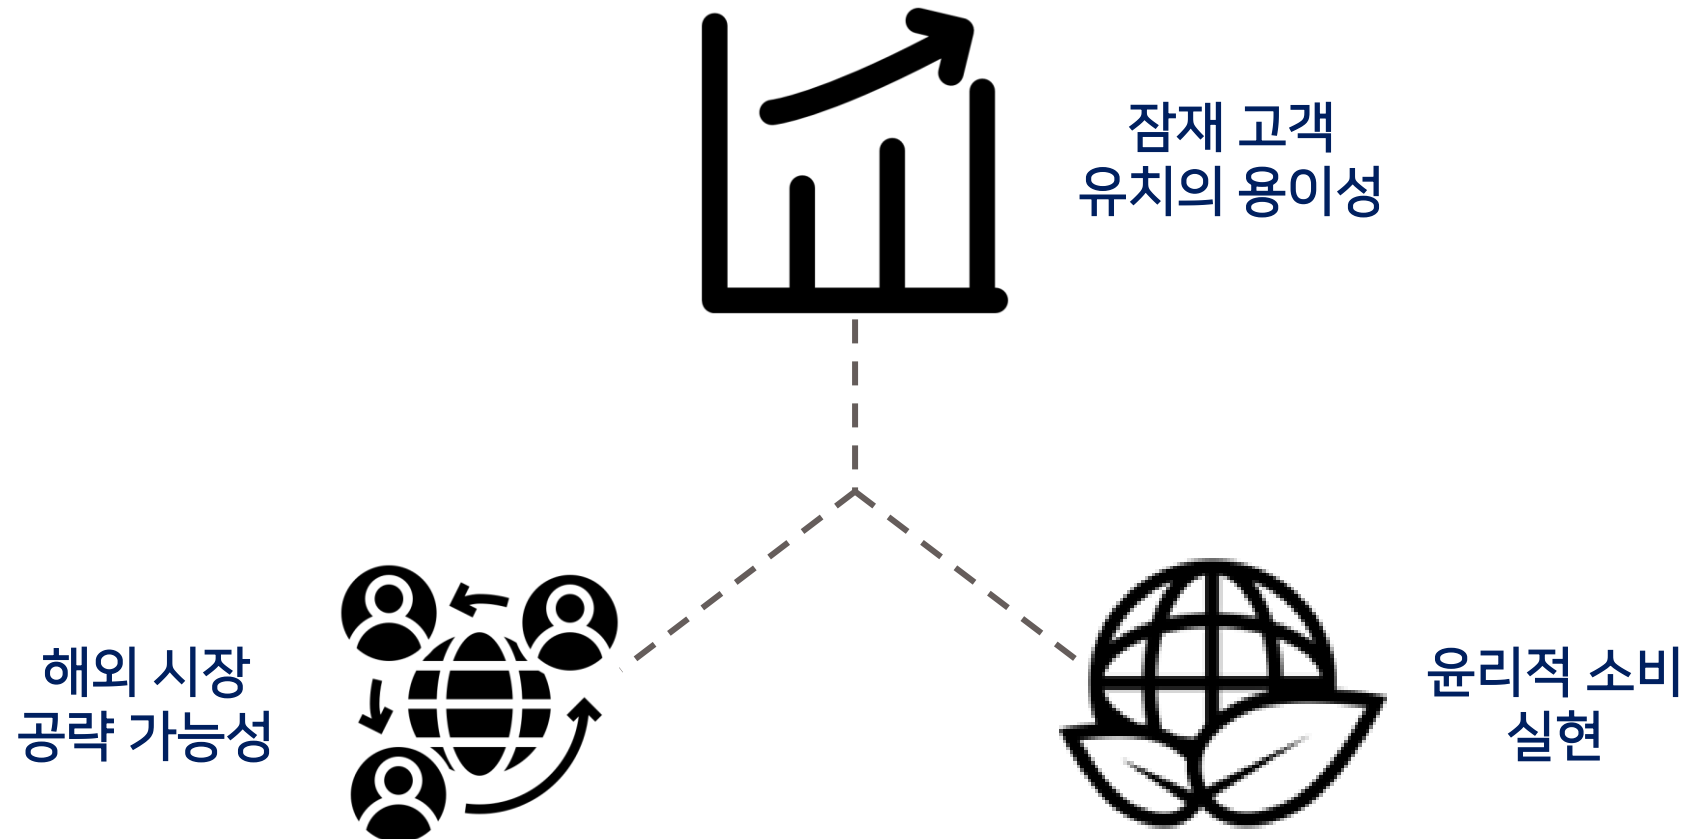 잠재 고객
유치의 용이성
해외 시장
공략 가능성
윤리적 소비
실현